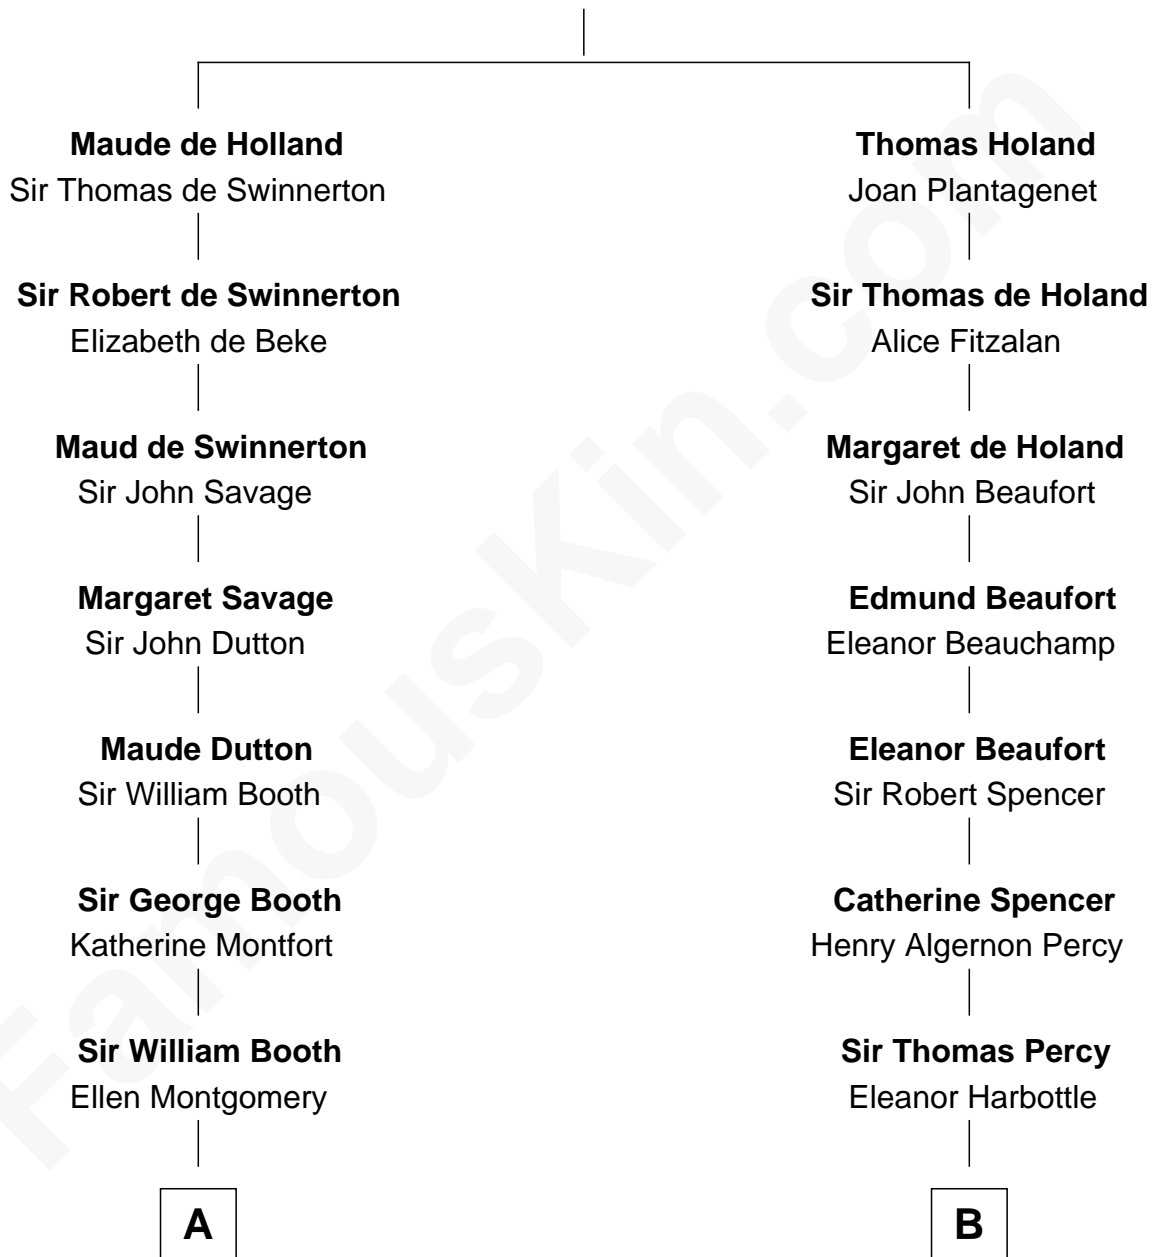 Maude de Holland
Sir Thomas de Swinnerton
Thomas Holand
Joan Plantagenet
Sir Robert de Swinnerton
Elizabeth de Beke
Sir Thomas de Holand
Alice Fitzalan
Maud de Swinnerton
Sir John Savage
Margaret de Holand
Sir John Beaufort
Margaret Savage
Sir John Dutton
Edmund Beaufort
Eleanor Beauchamp
Maude Dutton
Sir William Booth
Eleanor Beaufort
Sir Robert Spencer
Sir George Booth
Katherine Montfort
Catherine Spencer
Henry Algernon Percy
Sir William Booth
Ellen Montgomery
Sir Thomas Percy
Eleanor Harbottle
A
B
FamousKin.com